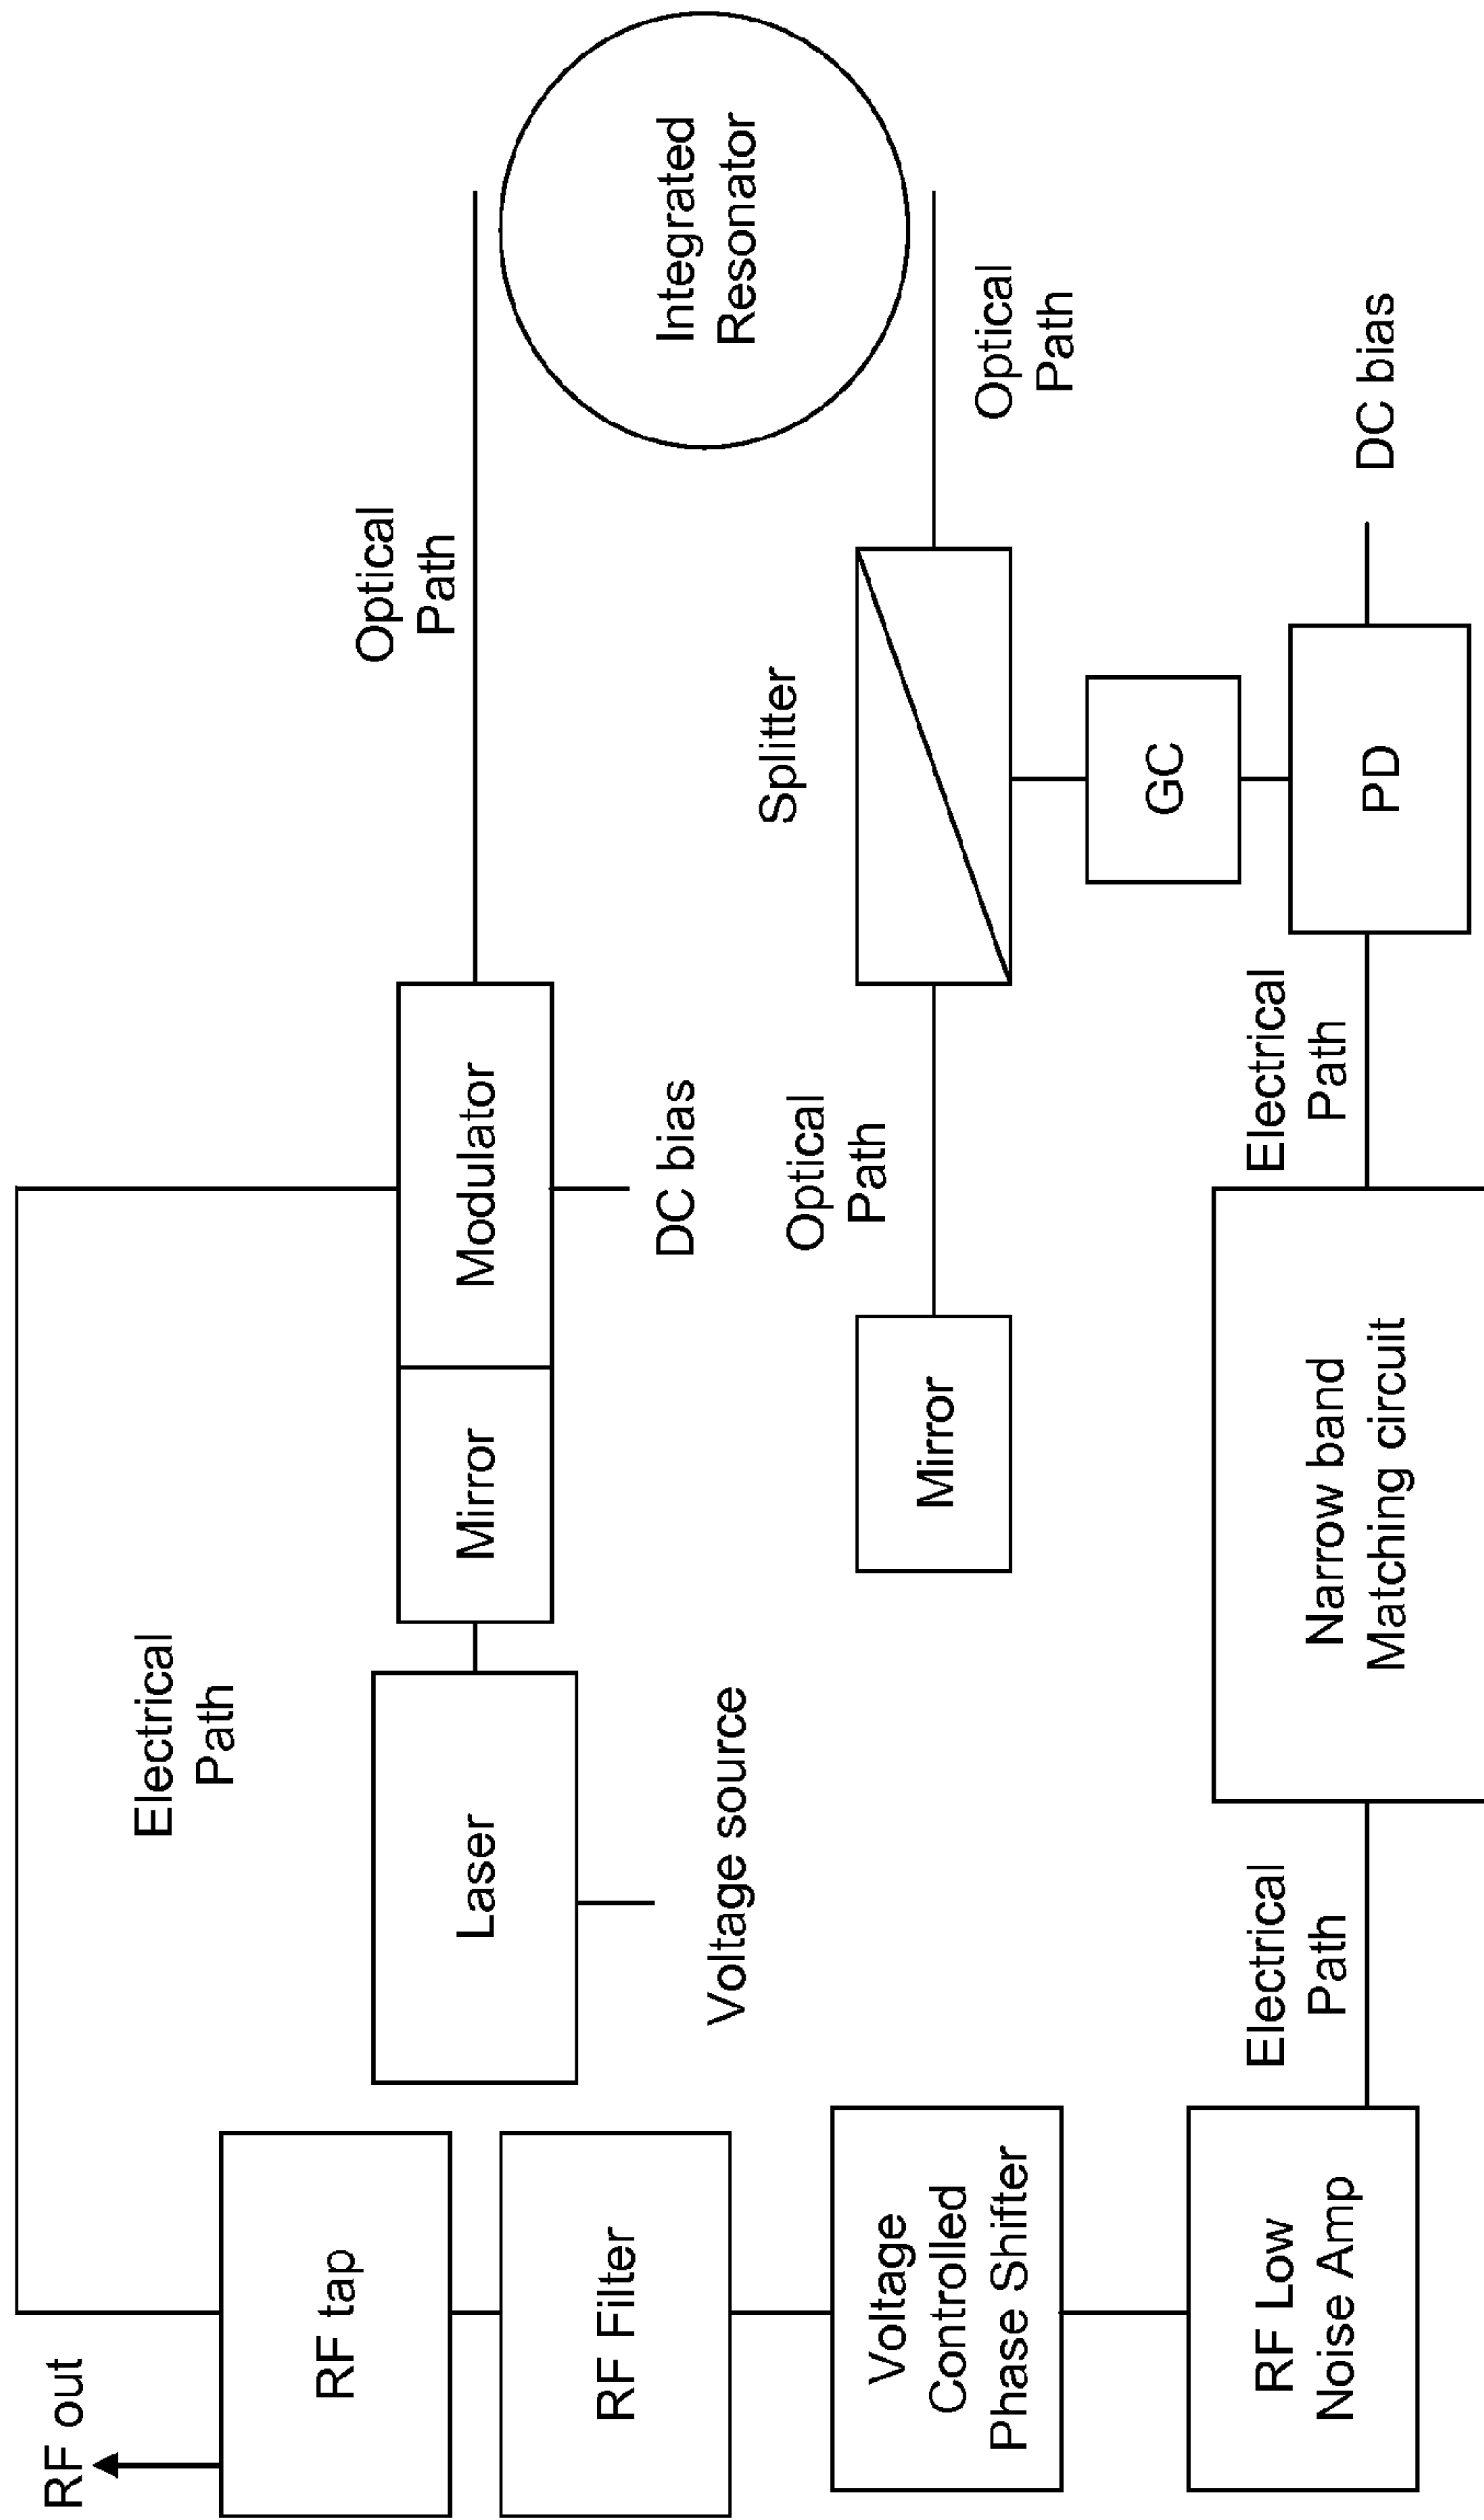 RF out
RF tap
RF Filter
Voltage
Controlled
Phase Shifter
RF Low
Noise Amp
Electrical
Path
Laser
Voltage source
Mirror
Modulator
DC bias
Optical
Path
Integrated
Resonator
Optical
Path
Splitter
Optical
Path
Mirror
GC
PD
DC bias
Electrical
Path
Narrow band
Matching circuit
Electrical
Path